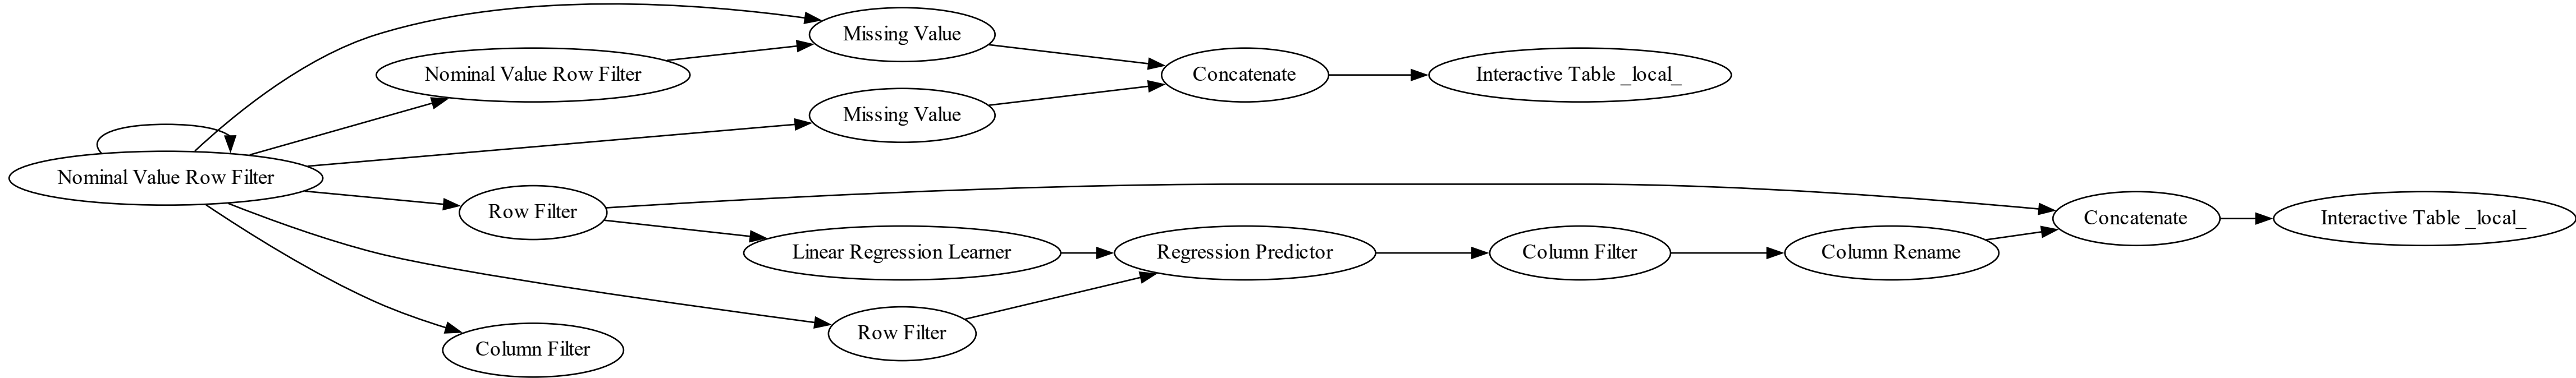 Missing Value
Nominal Value Row Filter
Concatenate
Interactive Table _local_
Missing Value
Nominal Value Row Filter
Row Filter
Concatenate
Interactive Table _local_
Linear Regression Learner
Regression Predictor
Column Filter
Column Rename
Row Filter
Column Filter